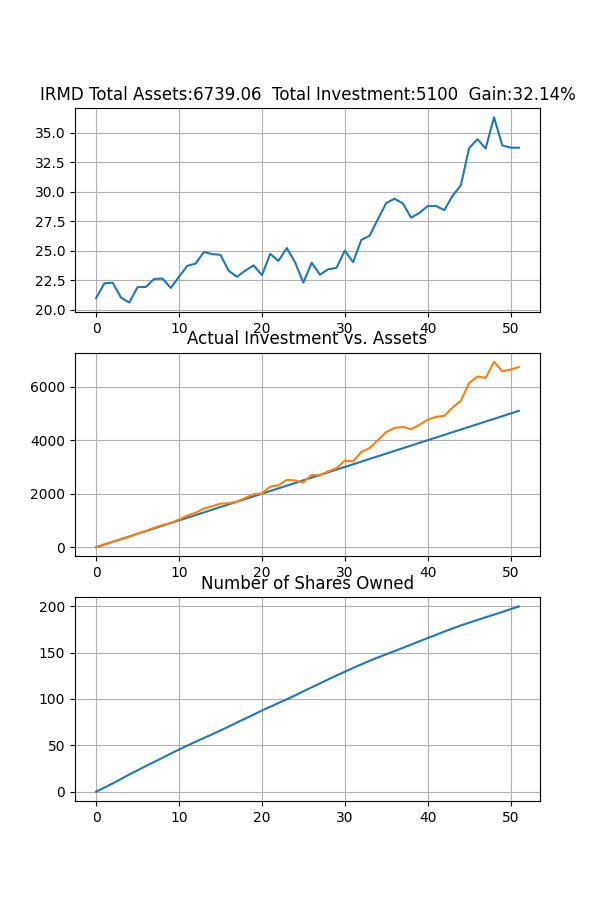 IRMD Total Assets:6739.06  Total Investment:5100  Gain:32.14%
35.0
32.5
30.0
27.5
25.0
22.5
20.0
0 10 20 30 40 50
Actual Investment vs. Assets
6000
4000
2000
0
0 10 20 30 40 50
Number of Shares Owned
200
150
100
50
0
0 10 20 30 40 50